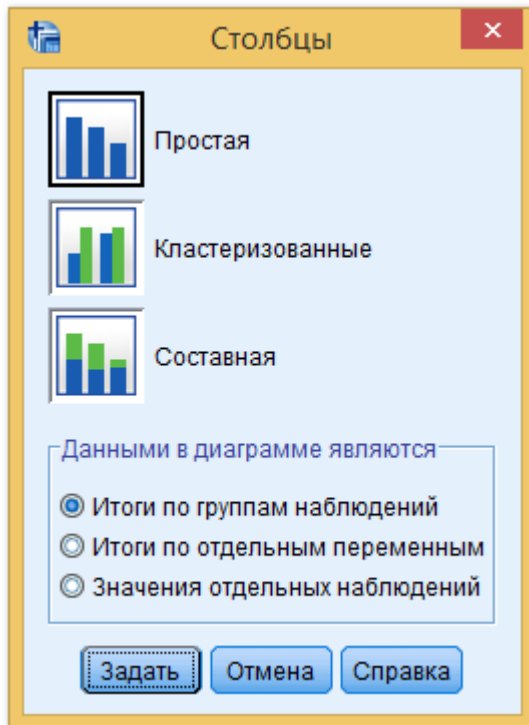 Столбцы
Простая
Кластеризованные
Составная
Данными в диаграмме являются
Итоги по группам наблюдений
Итоги по отдельным переменным
Значения отдельных наблюдений
Задать Отмена Справка